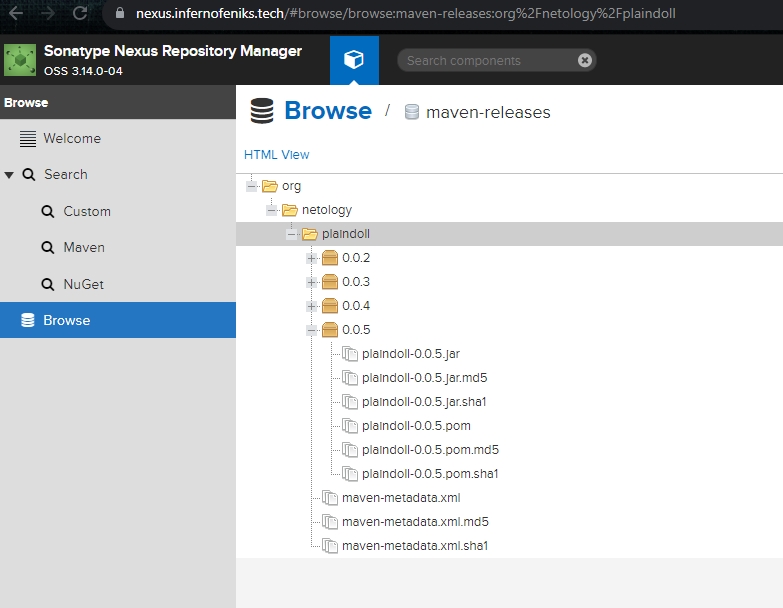 nexus.infernofeniks.tech/#browse/browse:maven-releases:org%2Fnetology%2Fplaindoll
Sonatype Nexus Repository Manager
OSS 3.14.0-04
Search components
Browse
Welcome
Search
Custom
Maven
NuGet
Browse
Browse / maven-releases
HTML View
org
netology
plaindoll
0.0.2
0.0.3
0.0.4
0.0.5
plaindoll-0.0.5.jar
plaindoll-0.0.5.jar.md5
plaindoll-0.0.5.jar.sha1
plaindoll-0.0.5.pom
plaindoll-0.0.5.pom.md5
plaindoll-0.0.5.pom.sha1
maven-metadata.xml
maven-metadata.xml.md5
maven-metadata.xml.sha1